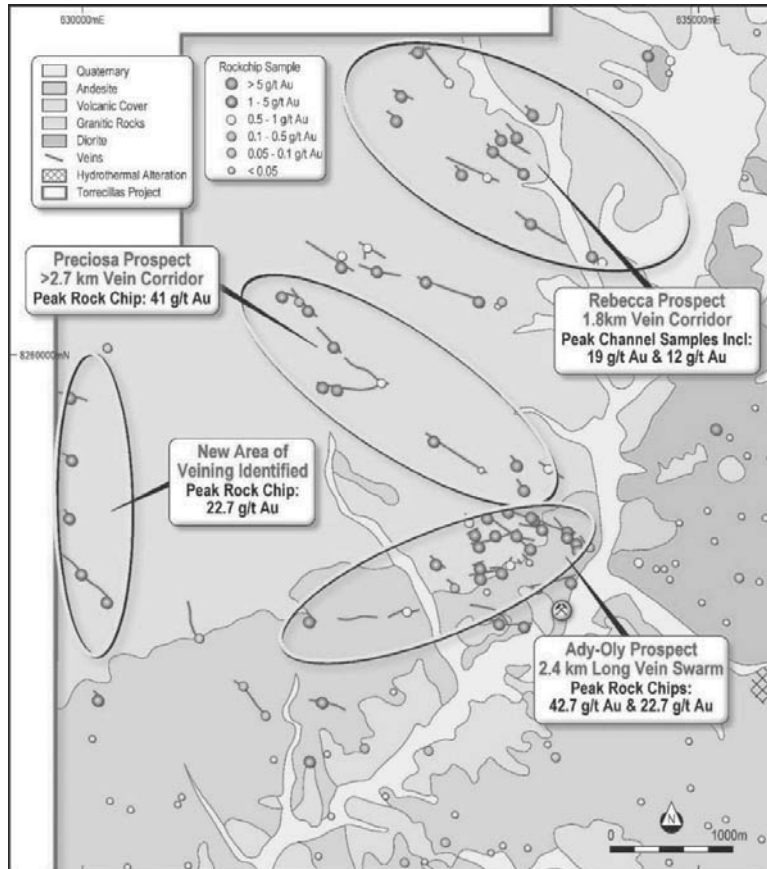 630000mE
635000mE
Quaternary
Andesite
Volcanic Cover
Granitic Rocks
Diorite
Veins
Hydrothermal Alteration
Torrecillas Project
Rockchip Sample
> 5 g/t Au
1 - 5 g/t Au
0.5 - 1 g/t Au
0.1 - 0.5 g/t Au
0.05 - 0.1 g/t Au
< 0.05
Preciosa Prospect
>2.7 km Vein Corridor
Peak Rock Chip: 41 g/t Au
Rebecca Prospect
1.8km Vein Corridor
Peak Channel Samples Incl:
19 g/t Au & 12 g/t Au
8260000mN
New Area of
Veining Identified
Peak Rock Chip:
22.7 g/t Au
Ady-Oly Prospect
2.4 km Long Vein Swarm
Peak Rock Chips:
42.7 g/t Au & 22.7 g/t Au
N
0 1000m